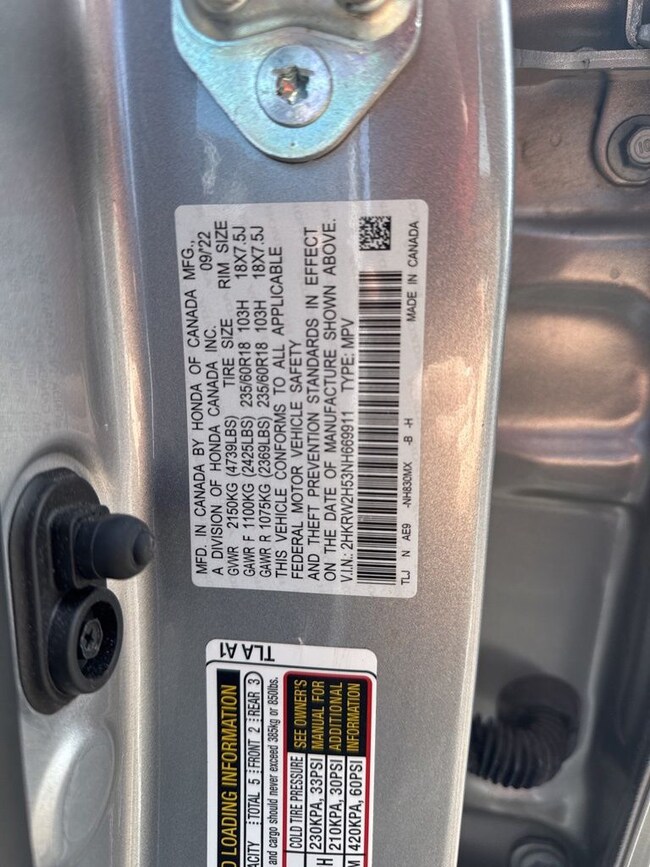 MFD. IN CANADA BY HONDA OF CANADA MFG.,
A DIVISION OF HONDA CANADA INC. 09/22
GVWR 2150KG (4739LBS) TIRE SIZE RIM SIZE
GAWR F 1100KG (2425LBS) 235/60R18 103H 18X7.5J
GAWR R 1075KG (2369LBS) 235/60R18 103H 18X7.5J
THIS VEHICLE CONFORMS TO ALL APPLICABLE
FEDERAL MOTOR VEHICLE SAFETY
AND THEFT PREVENTION STANDARDS IN EFFECT
ON THE DATE OF MANUFACTURE SHOWN ABOVE.
V.I.N.: 2HKRW2H53NH669911 TYPE: MPV
TLJ N AE9 -NH830MX -B -H MADE IN CANADA
TLA A1
LOADING INFORMATION
TOTAL 5 FRONT 2 REAR 3
and cargo should never exceed 385kg or 850lbs.
COLD TIRE PRESSURE SEE OWNER'S
230KPA, 33PSI MANUAL FOR
210KPA, 30PSI ADDITIONAL
420KPA, 60PSI INFORMATION